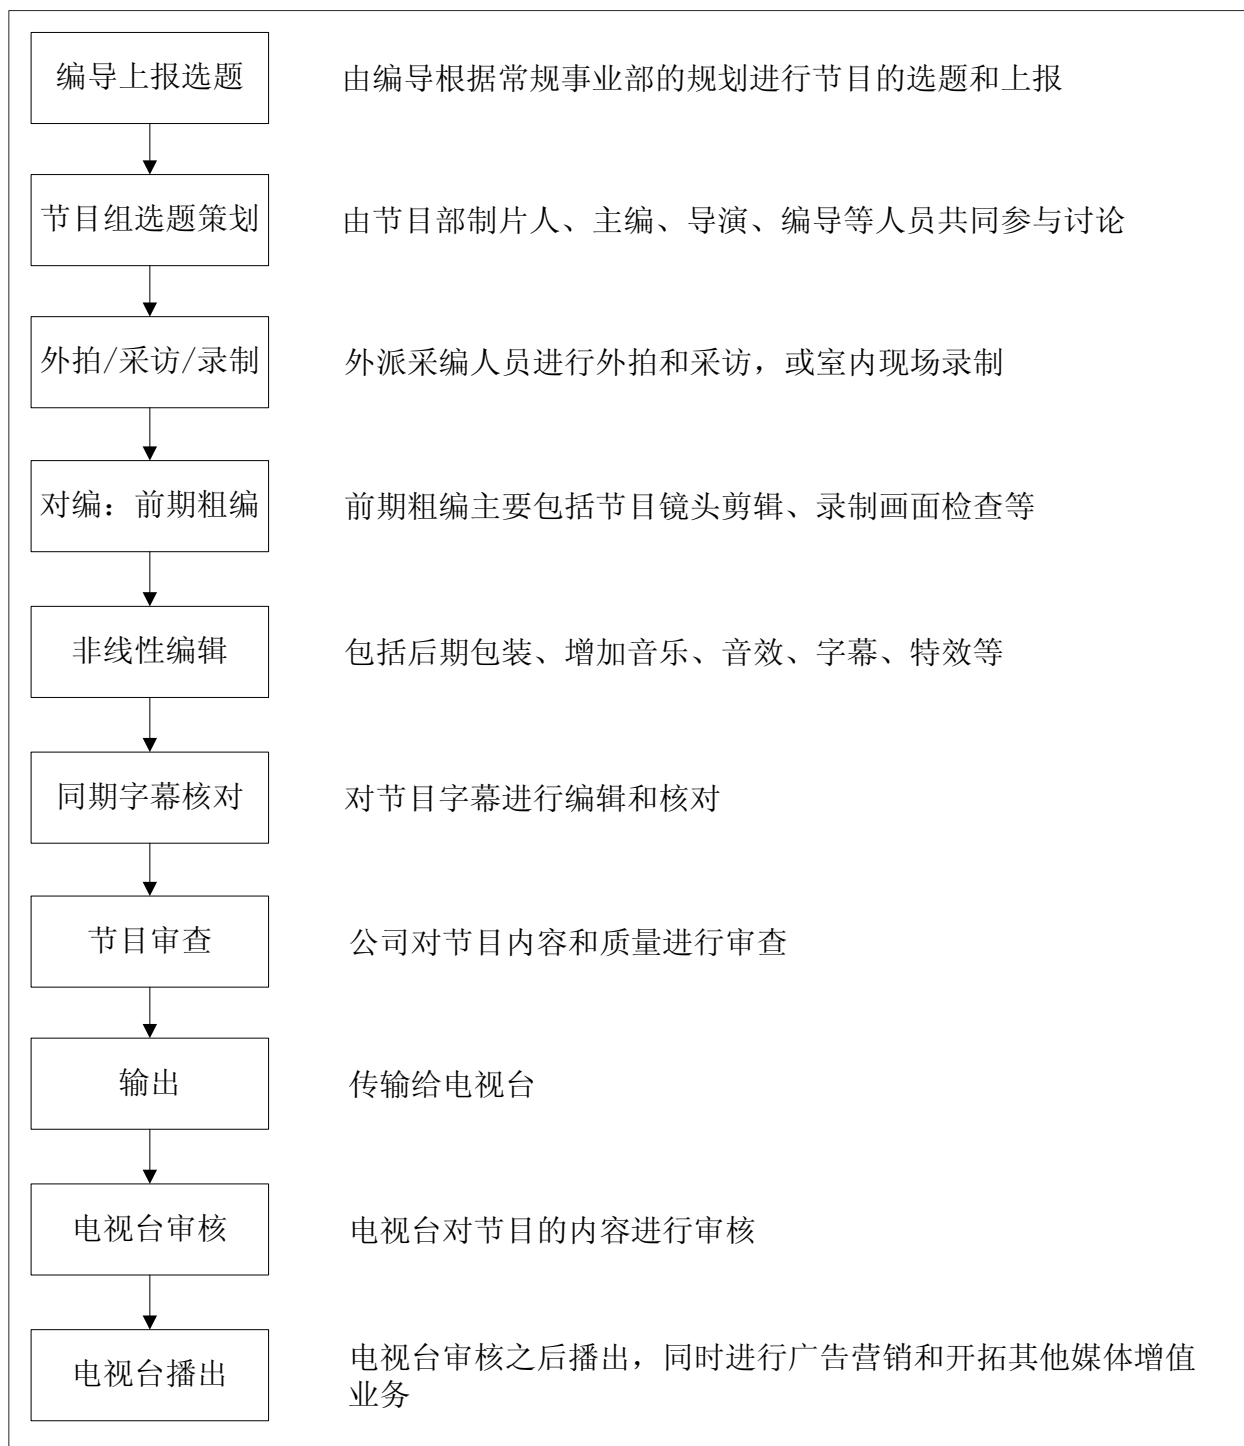 编导上报选题
由编导根据常规事业部的规划进行节目的选题和上报
节目组选题策划
由节目部制片人、主编、导演、编导等人员共同参与讨论
外拍/采访/录制
外派采编人员进行外拍和采访，或室内现场录制
对编：前期粗编
前期粗编主要包括节目镜头剪辑、录制画面检查等
非线性编辑
包括后期包装、增加音乐、音效、字幕、特效等
同期字幕核对
对节目字幕进行编辑和核对
节目审查
公司对节目内容和质量进行审查
输出
传输给电视台
电视台审核
电视台对节目的内容进行审核
电视台播出
电视台审核之后播出，同时进行广告营销和开拓其他媒体增值
业务